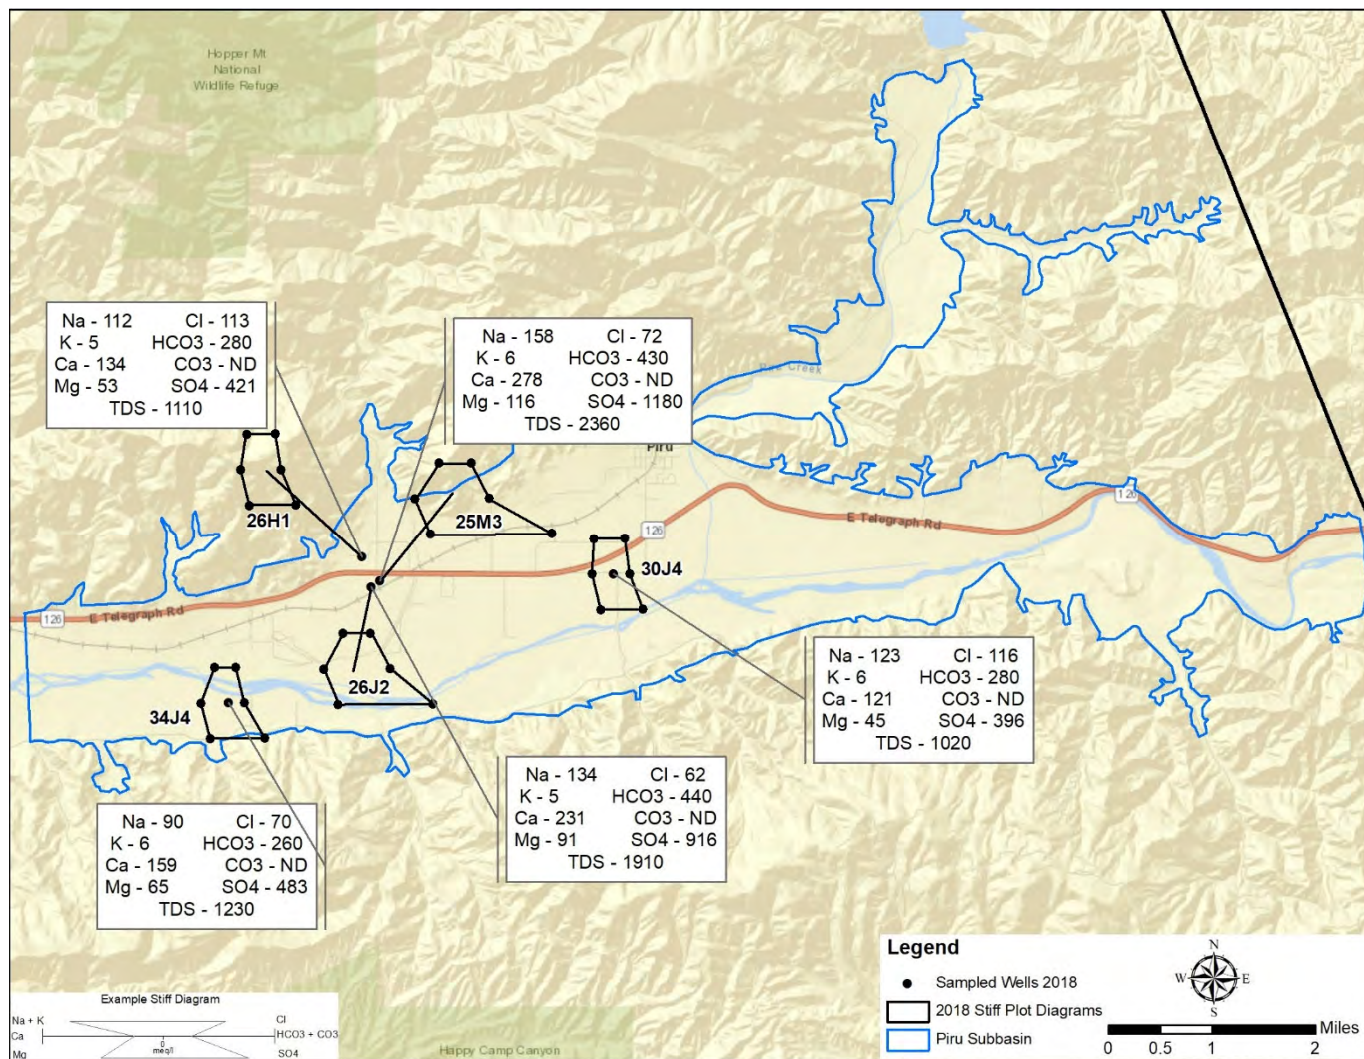 Hopper Mt
National
Wildlife Refuge
Na - 112 Cl - 113
K - 5 HCO3 - 280
Ca - 134 CO3 - ND
Mg - 53 SO4 - 421
TDS - 1110
Na - 158 Cl - 72
K - 6 HCO3 - 430
Ca - 278 CO3 - ND
Mg - 116 SO4 - 1180
TDS - 2360
Creek
Piru
26H1
25M3
126
E Telegraph Rd
126
30J4
126
E Telegraph Rd
26J2
34J4
Na - 123 Cl - 116
K - 6 HCO3 - 280
Ca - 121 CO3 - ND
Mg - 45 SO4 - 396
TDS - 1020
Na - 134 Cl - 62
K - 5 HCO3 - 440
Ca - 231 CO3 - ND
Mg - 91 SO4 - 916
TDS - 1910
Na - 90 Cl - 70
K - 6 HCO3 - 260
Ca - 159 CO3 - ND
Mg - 65 SO4 - 483
TDS - 1230
Example Stiff Diagram
Na + K Cl
Ca HCO3 + CO3
0
meq/l
Mg SO4
Happy Camp Canyon
Legend
Sampled Wells 2018
2018 Stiff Plot Diagrams
Piru Subbasin
N
W E
S
Miles
0 0.5 1 2